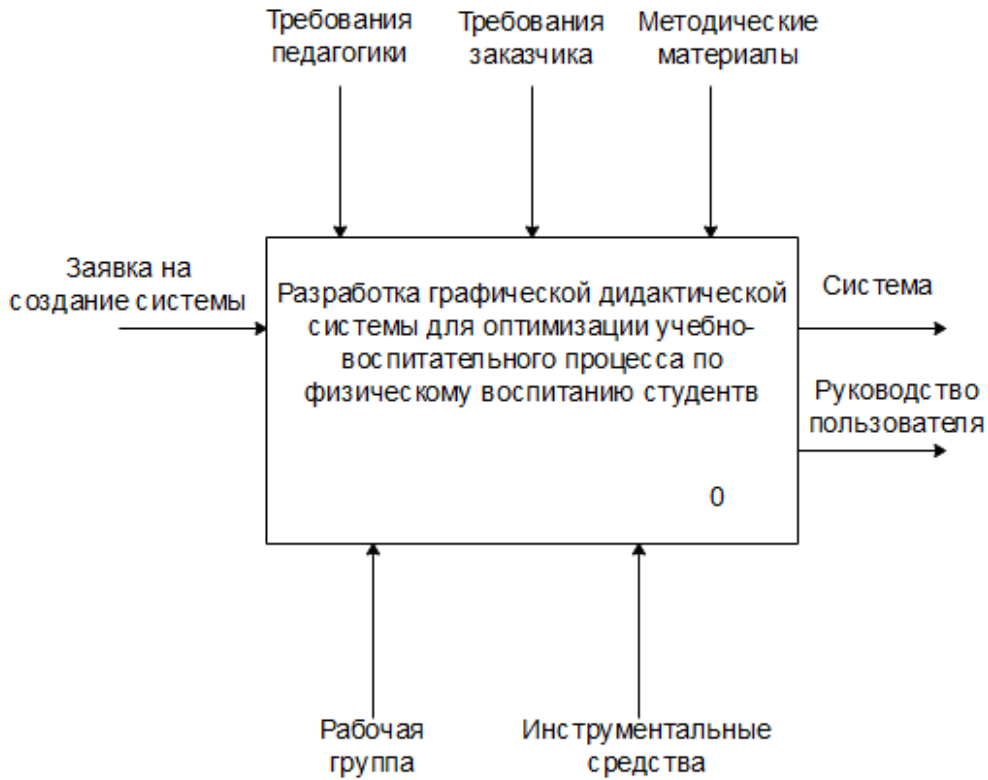 Требования
педагогики
Требования
заказчика
Методические
материалы
Заявка на
создание системы
Разработка графической дидактической
системы для оптимизации учебно-
воспитательного процесса по
физическому воспитанию студентв
0
Система
Руководство
пользователя
Рабочая
группа
Инструментальные
средства